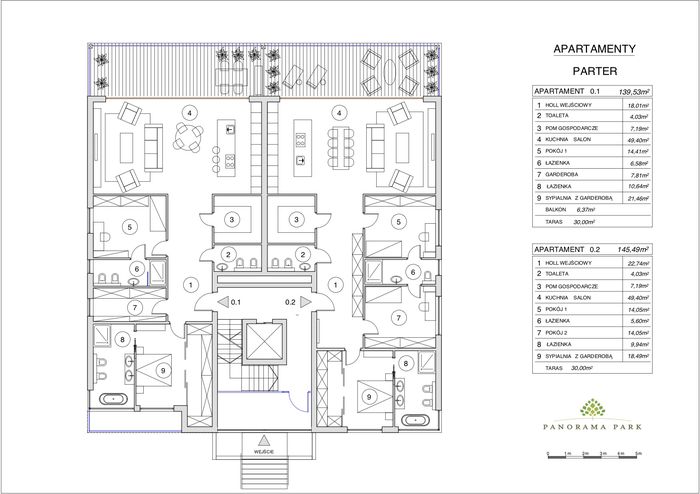 APARTAMENTY
PARTER
APARTAMENT 0.1 139,53m²
1 HOLL WEJŚCIOWY 18,01m²
2 TOALETA 4,03m²
3 POM GOSPODARCZE 7,19m²
4 KUCHNIA SALON 49,40m²
5 POKÓJ 1 14,41m²
6 ŁAZIENKA 6,58m²
7 GARDEROBA 7,81m²
8 ŁAZIENKA 10,64m²
9 SYPIALNIA Z GARDEROBĄ 21,46m²
BALKON 6,37m²
TARAS 30,00m²
APARTAMENT 0.2 145,49m²
1 HOLL WEJŚCIOWY 22,74m²
2 TOALETA 4,03m²
3 POM GOSPODARCZE 7,19m²
4 KUCHNIA SALON 49,40m²
5 POKÓJ 1 14,05m²
6 ŁAZIENKA 5,60m²
7 POKÓJ 2 14,05m²
8 ŁAZIENKA 9,94m²
9 SYPIALNIA Z GARDEROBĄ 18,49m²
TARAS 30,00m²
4 4
3 3
5 5
2 2
6 6
1 1
0.1 0.2
7 7
8 8
9 9
WEJŚCIE
PANORAMA PARK
0 1m 2m 3m 4m 5m